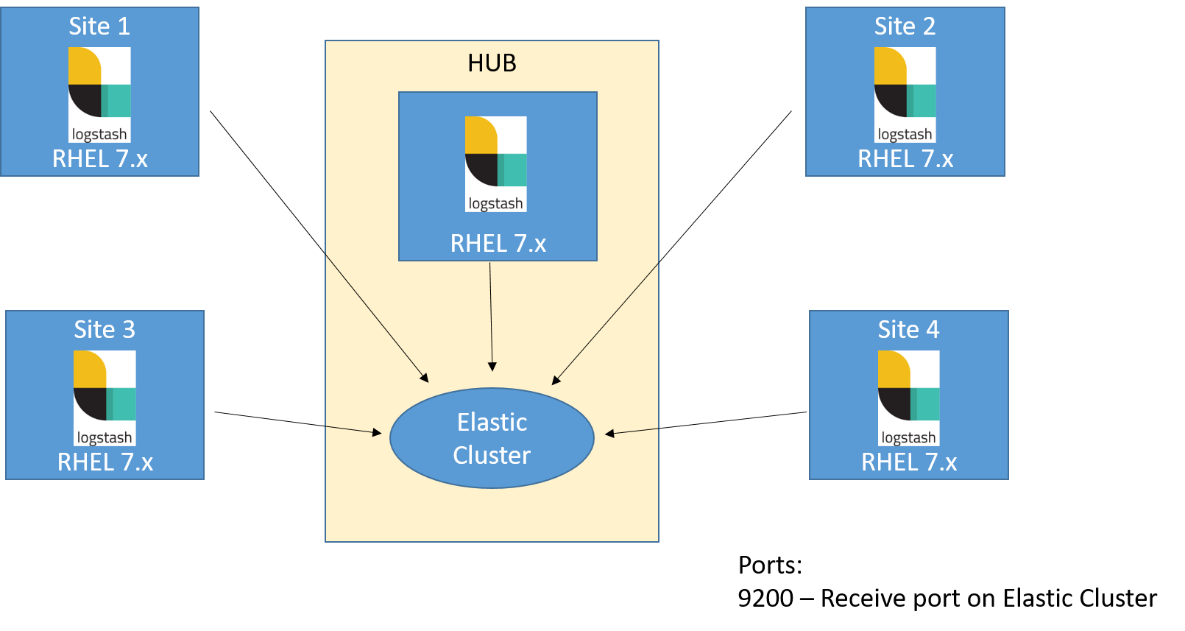 Site 1
logstash
RHEL 7.x
HUB
logstash
RHEL 7.x
Site 2
logstash
RHEL 7.x
Site 3
logstash
RHEL 7.x
Elastic
Cluster
Site 4
logstash
RHEL 7.x
Ports:
9200 – Receive port on Elastic Cluster